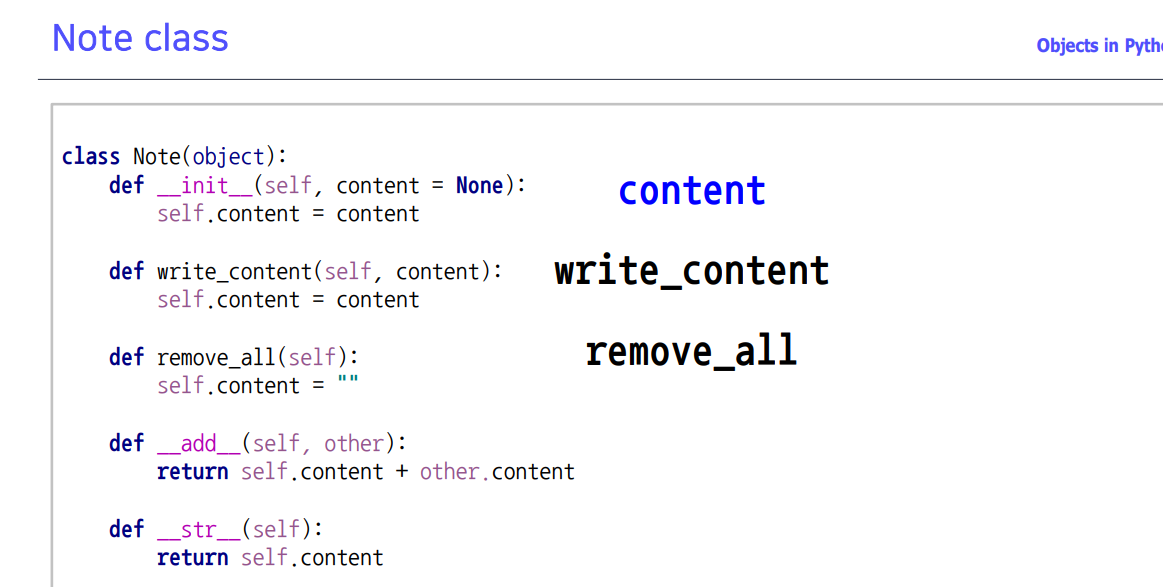 Note class
Objects in Pyth
class Note(object):
    def __init__(self, content = None):
        self.content = content
content
    def write_content(self, content):
        self.content = content
write_content
    def remove_all(self):
        self.content = ""
remove_all
    def __add__(self, other):
        return self.content + other.content
    def __str__(self):
        return self.content